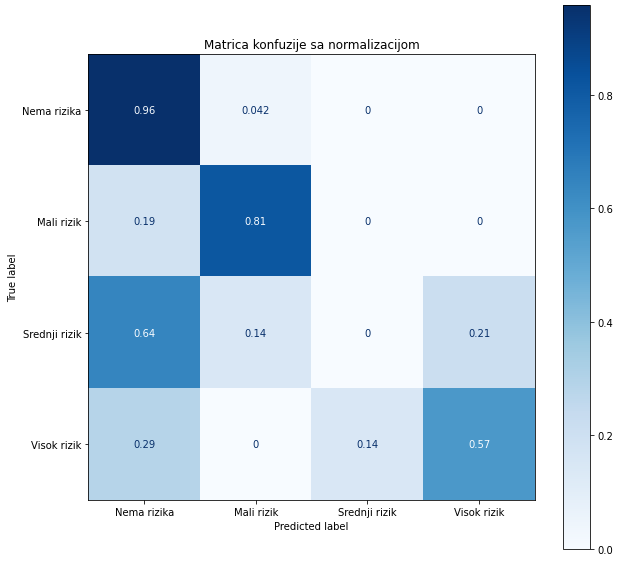 Matrica konfuzije sa normalizacijom
True label
Nema rizika
0.96
0.042
0
0
Mali rizik
0.19
0.81
0
0
Srednji rizik
0.64
0.14
0
0.21
Visok rizik
0.29
0
0.14
0.57
Nema rizika
Mali rizik
Srednji rizik
Visok rizik
Predicted label
0.8
0.6
0.4
0.2
0.0